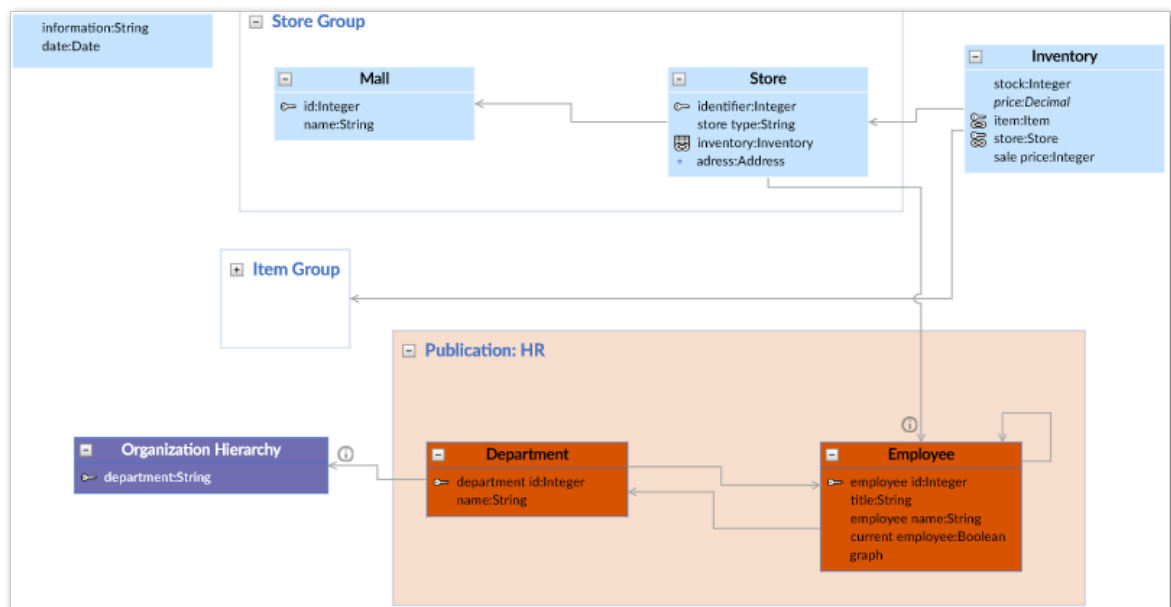 information:String
date:Date
Store Group
Mall
id:Integer
name:String
Store
identifier:Integer
store type:String
inventory:Inventory
adress:Address
Inventory
stock:Integer
price:Decimal
item:Item
store:Store
sale price:Integer
Item Group
Publication: HR
Organization Hierarchy
department:String
Department
department id:Integer
name:String
Employee
employee id:Integer
title:String
employee name:String
current employee:Boolean
graph